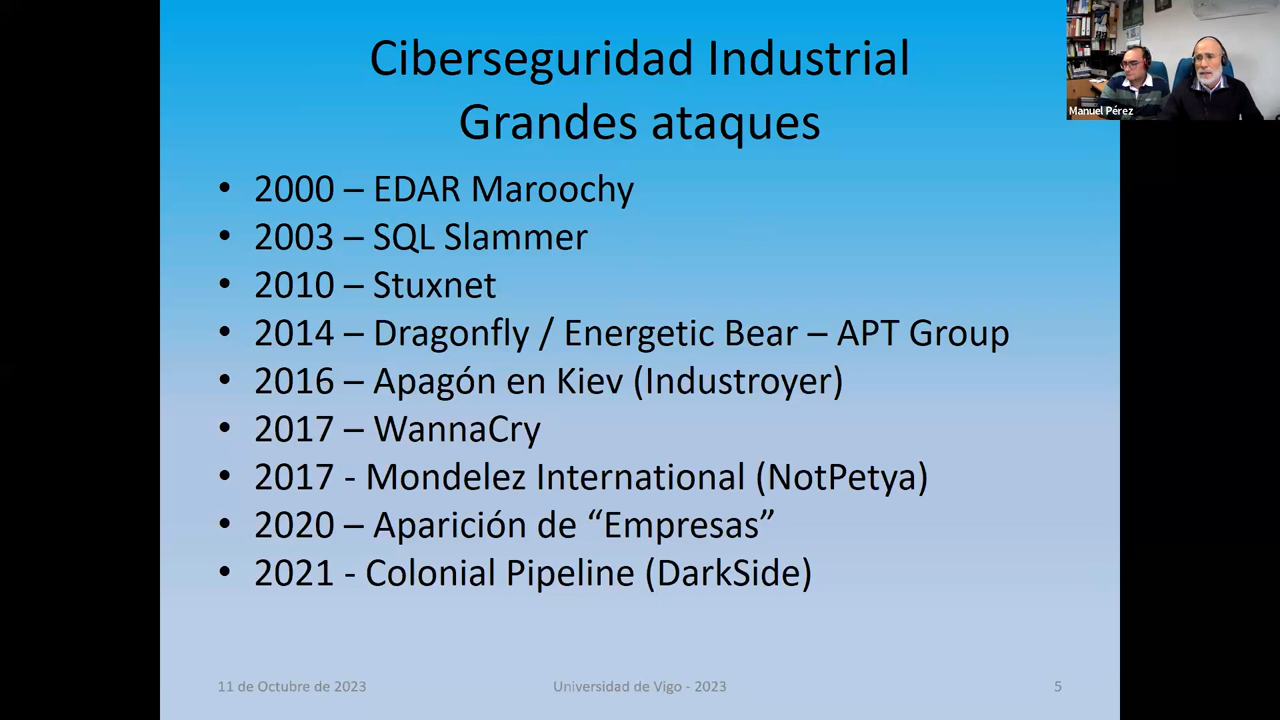 Ciberseguridad Industrial
Grandes ataques
Manuel Pérez
• 2000 – EDAR Maroochy
• 2003 – SQL Slammer
• 2010 – Stuxnet
• 2014 – Dragonfly / Energetic Bear – APT Group
• 2016 – Apagón en Kiev (Industroyer)
• 2017 – WannaCry
• 2017 - Mondelez International (NotPetya)
• 2020 – Aparición de “Empresas”
• 2021 - Colonial Pipeline (DarkSide)
11 de Octubre de 2023
Universidad de Vigo - 2023
5